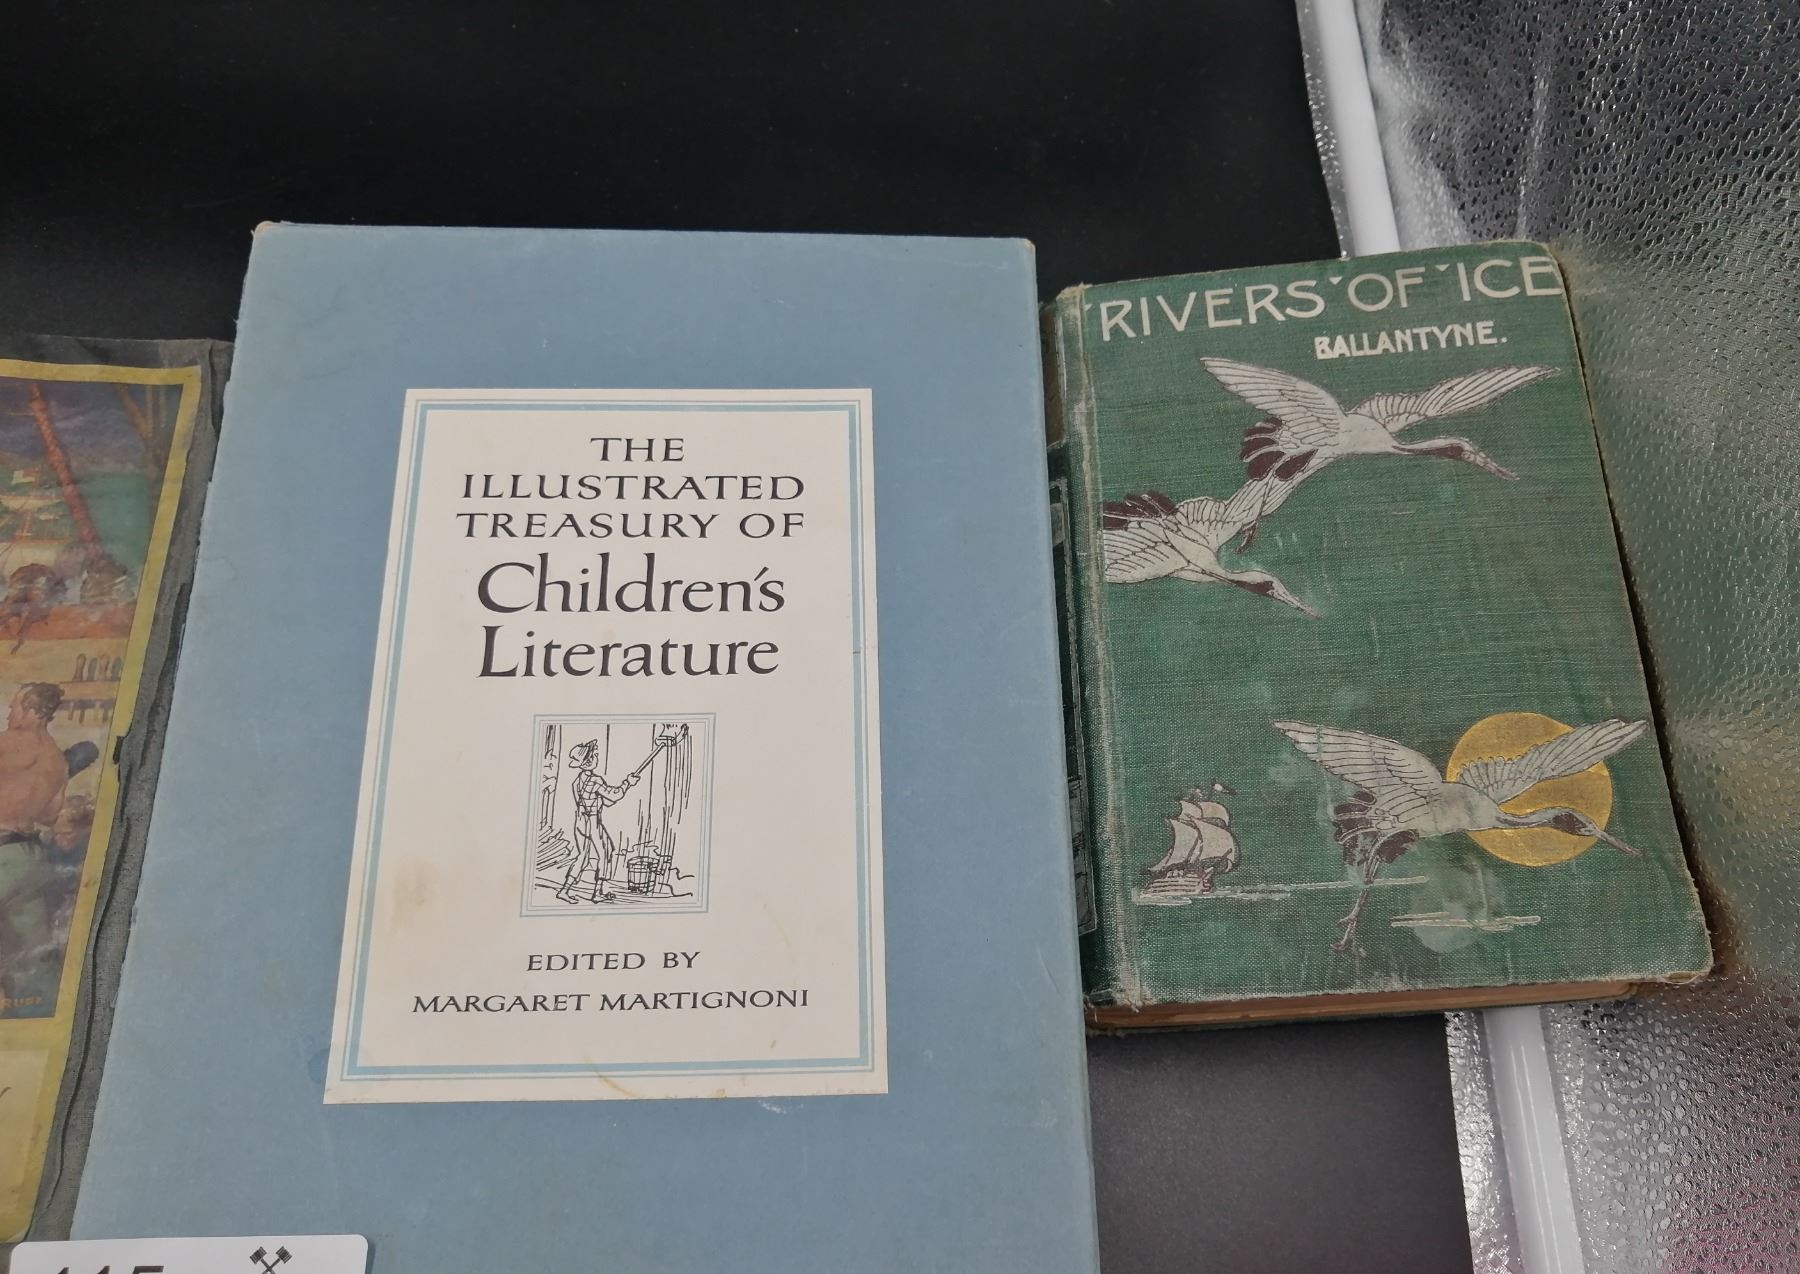 THE
ILLUSTRATED
TREASURY OF
Children's
Literature
EDITED BY
MARGARET MARTIGNONI
RIVERS OF ICE
BALLANTYNE.